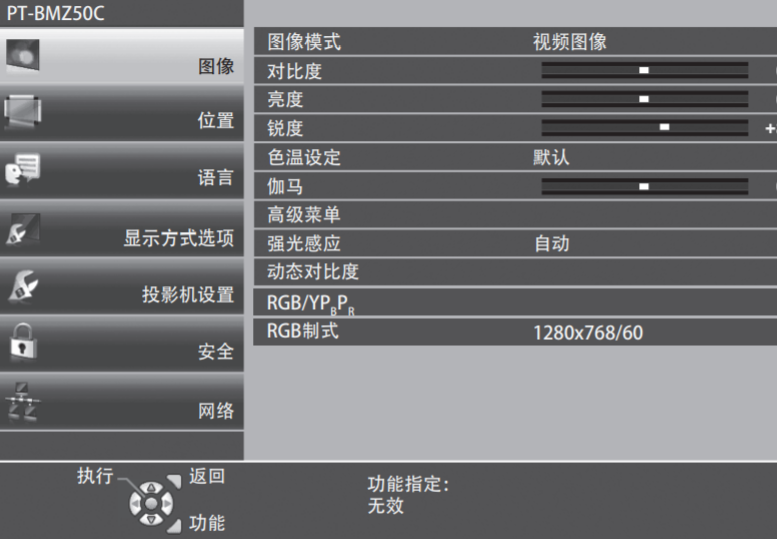 PT-BMZ50C
图像
位置
语言
显示方式选项
投影机设置
安全
网络
图像模式 视频图像
对比度
亮度
锐度 +
色温设定 默认
伽马
高级菜单
强光感应 自动
动态对比度
RGB/YPBPR
RGB制式 1280x768/60
执行 返回
功能
功能指定:
无效